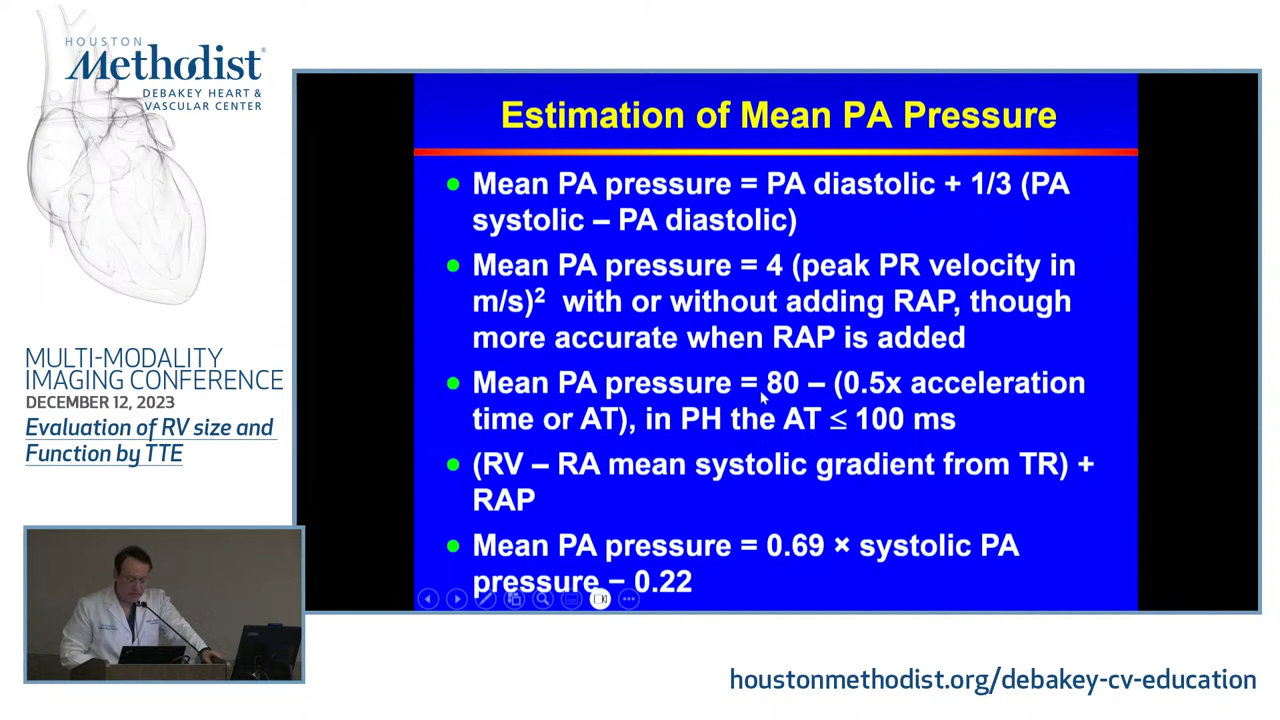 HOUSTON
Methodist®
DEBAKEY HEART &
VASCULAR CENTER
MULTI-MODALITY
IMAGING CONFERENCE
DECEMBER 12, 2023
Evaluation of RV size and
Function by TTE
Estimation of Mean PA Pressure
• Mean PA pressure = PA diastolic + 1/3 (PA
systolic – PA diastolic)
• Mean PA pressure = 4 (peak PR velocity in
m/s)² with or without adding RAP, though
more accurate when RAP is added
• Mean PA pressure = 80 – (0.5x acceleration
time or AT), in PH the AT ≤ 100 ms
• (RV – RA mean systolic gradient from TR) +
RAP
• Mean PA pressure = 0.69 × systolic PA
pressure − 0.22
houstonmethodist.org/debakey-cv-education